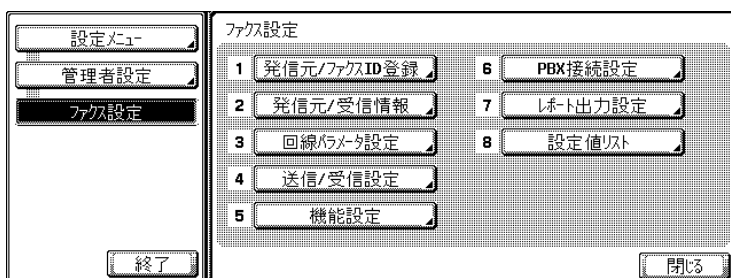 設定メニュー
管理者設定
ファクス設定
終了
ファクス設定
1 発信元/ファクスID登録
2 発信元/受信情報
3 回線パラメータ設定
4 送信/受信設定
5 機能設定
6 PBX接続設定
7 レポート出力設定
8 設定値リスト
閉じる